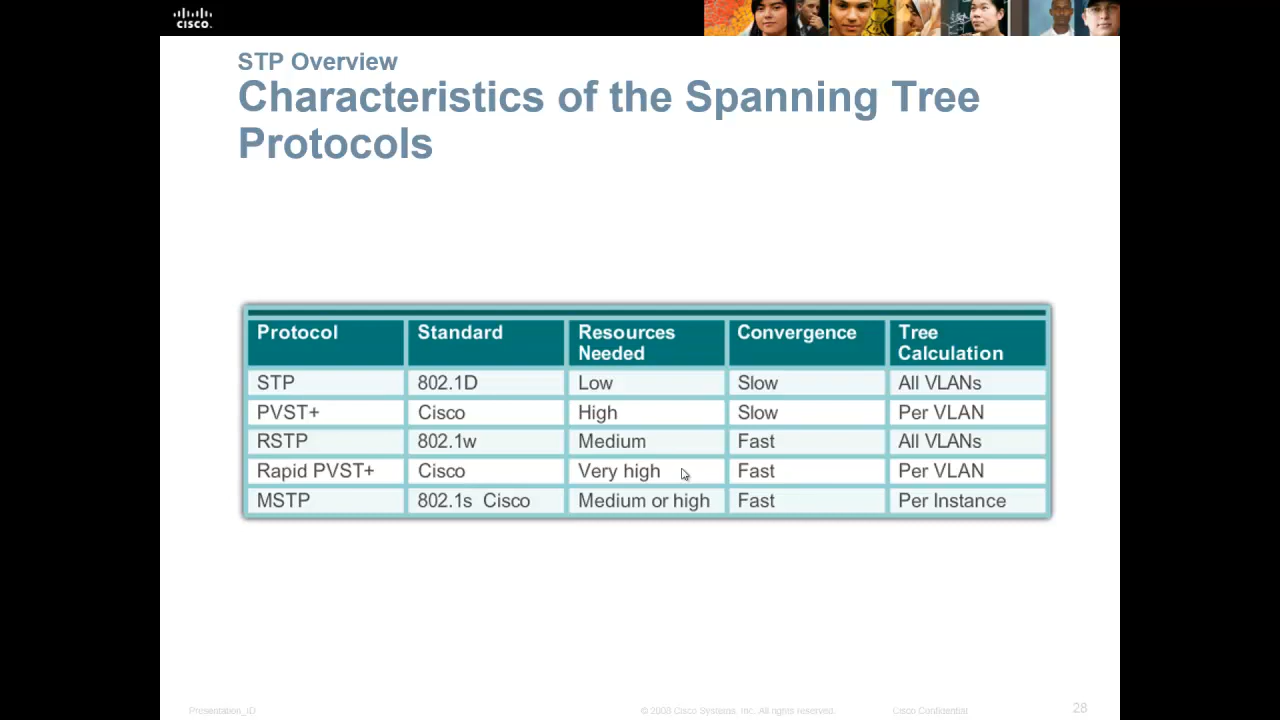 CISCO
STP Overview
Characteristics of the Spanning Tree
Protocols
Protocol Standard Resources Needed Convergence Tree Calculation
STP 802.1D Low Slow All VLANs
PVST+ Cisco High Slow Per VLAN
RSTP 802.1w Medium Fast All VLANs
Rapid PVST+ Cisco Very high Fast Per VLAN
MSTP 802.1s Cisco Medium or high Fast Per Instance
Presentation_ID © 2008 Cisco Systems, Inc. All rights reserved. Cisco Confidential 28